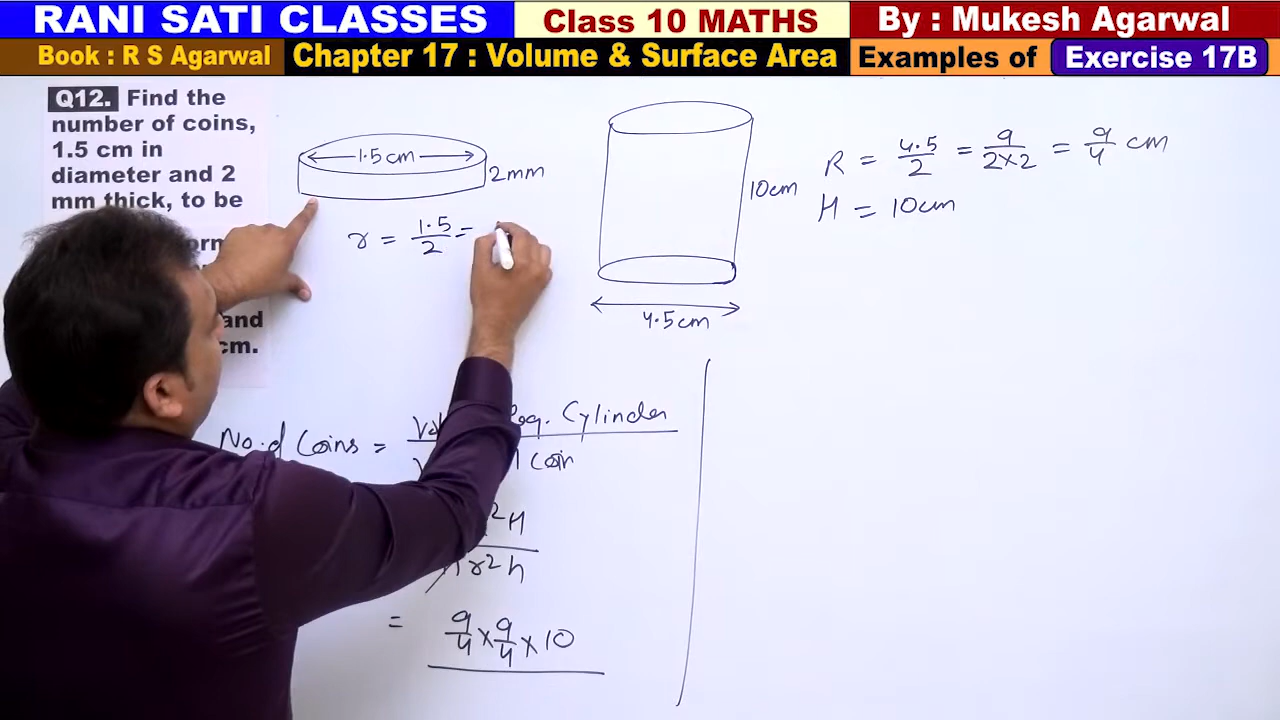 RANI SATI CLASSES
Class 10 MATHS
By : Mukesh Agarwal
Book : R S Agarwal
Chapter 17 : Volume & Surface Area
Examples of
Exercise 17B
Q12. Find the
number of coins,
1.5 cm in
diameter and 2
mm thick, to be
and
cm.
1.5 cm
2mm
r = 1.5/2 =
10cm
4.5cm
R = 4.5/2 = 9/2×2 = 9/4 cm
H = 10cm
No. of Coins = Req. Cylinder
Coin
²H
r²h
= 9/4 × 9/4 × 10